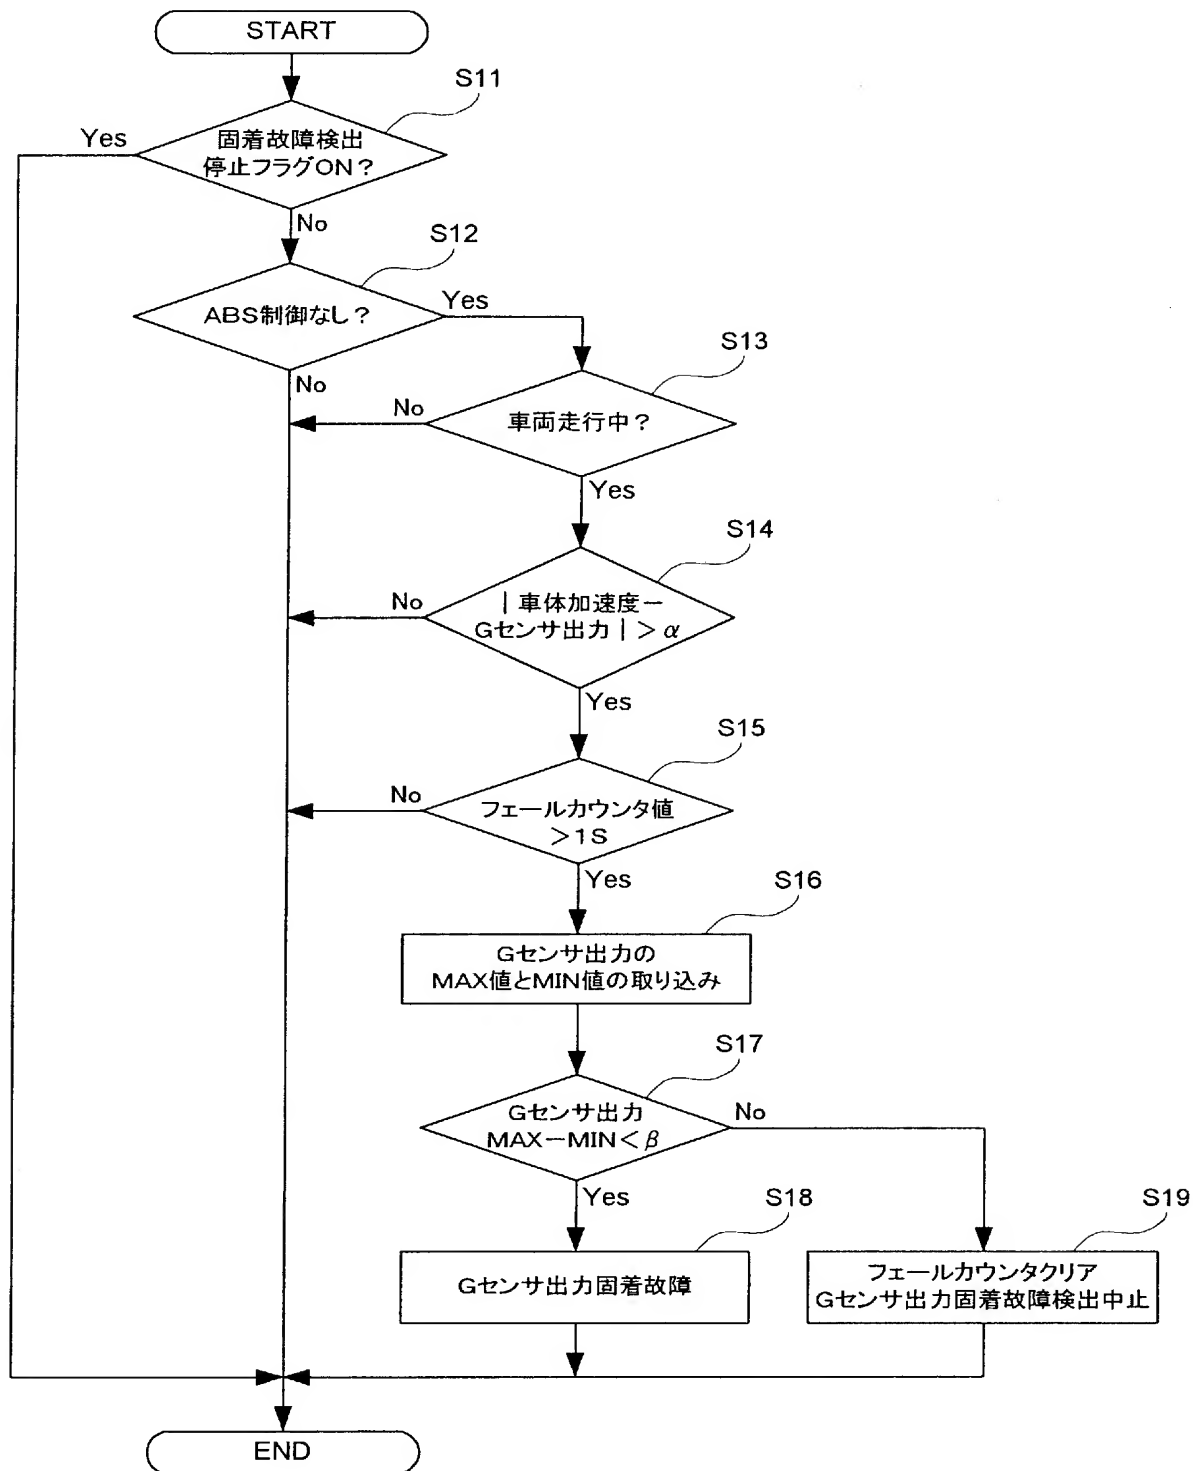 START
S11
固着故障検出
停止フラグON?
Yes
No
S12
ABS制御なし?
Yes
No
S13
車両走行中?
No
Yes
S14
|車体加速度-
Gセンサ出力|>α
No
Yes
S15
フェールカウンタ値
>1S
No
Yes
S16
Gセンサ出力の
MAX値とMIN値の取り込み
S17
Gセンサ出力
MAX-MIN<β
No
Yes
S18
Gセンサ出力固着故障
S19
フェールカウンタクリア
Gセンサ出力固着故障検出中止
END